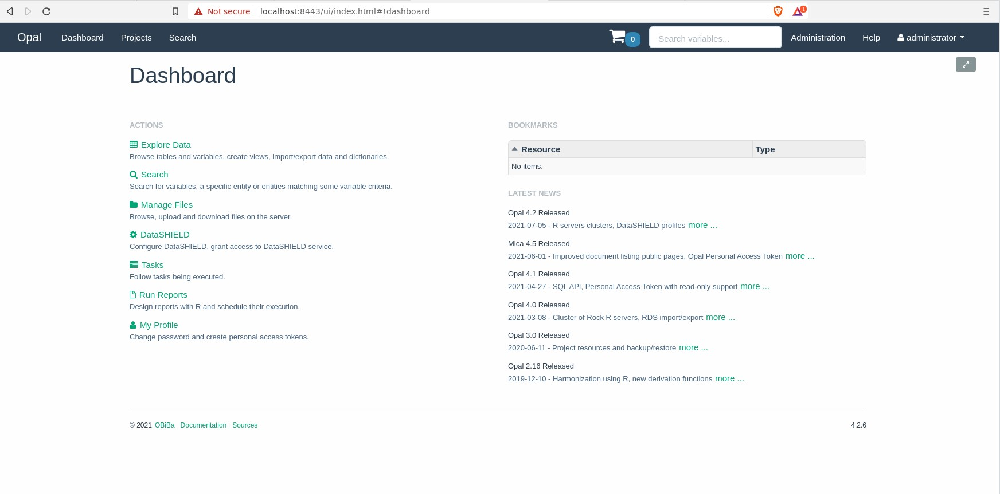 Not secure localhost:8443/ui/index.html#!dashboard 1
Opal Dashboard Projects Search 0 Search variables... Administration Help administrator
Dashboard
ACTIONS
Explore Data
Browse tables and variables, create views, import/export data and dictionaries.
Search
Search for variables, a specific entity or entities matching some variable criteria.
Manage Files
Browse, upload and download files on the server.
DataSHIELD
Configure DataSHIELD, grant access to DataSHIELD service.
Tasks
Follow tasks being executed.
Run Reports
Design reports with R and schedule their execution.
My Profile
Change password and create personal access tokens.
BOOKMARKS
Resource Type
No items.
LATEST NEWS
Opal 4.2 Released
2021-07-05 - R servers clusters, DataSHIELD profiles more ...
Mica 4.5 Released
2021-06-01 - Improved document listing public pages, Opal Personal Access Token more ...
Opal 4.1 Released
2021-04-27 - SQL API, Personal Access Token with read-only support more ...
Opal 4.0 Released
2021-03-08 - Cluster of Rock R servers, RDS import/export more ...
Opal 3.0 Released
2020-06-11 - Project resources and backup/restore more ...
Opal 2.16 Released
2019-12-10 - Harmonization using R, new derivation functions more ...
© 2021 OBiBa Documentation Sources 4.2.6